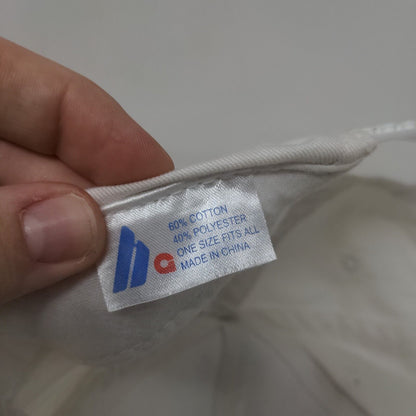 60% COTTON
40% POLYESTER
ONE SIZE FITS ALL
MADE IN CHINA